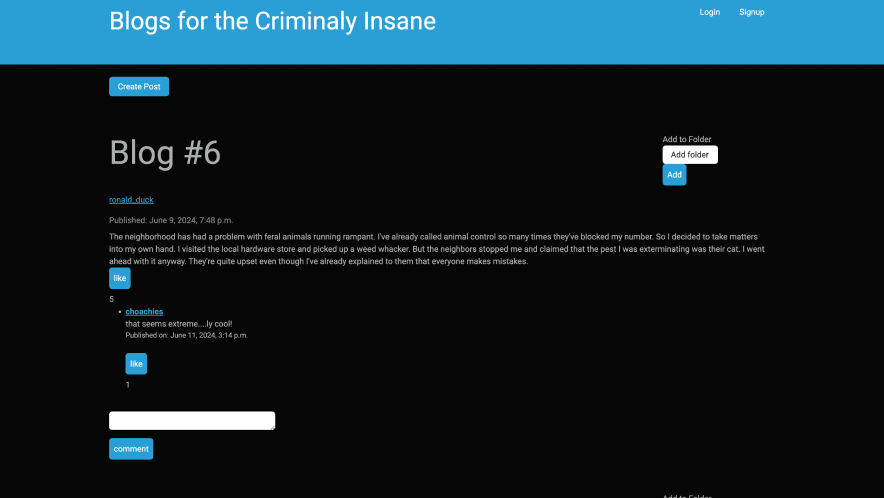 Blogs for the Criminaly Insane
Login
Signup
Create Post
Blog #6
Add to Folder
Add folder
Add
ronald_duck
Published: June 9, 2024, 7:48 p.m.
The neighborhood has had a problem with feral animals running rampant. I've already called animal control so many times they've blocked my number. So I decided to take matters
into my own hand. I visited the local hardware store and picked up a weed whacker. But the neighbors stopped me and claimed that the pest I was exterminating was their cat. I went
ahead with it anyway. They're quite upset even though I've already explained to them that everyone makes mistakes.
like
5
choachies
that seems extreme....ly cool!
Published on: June 11, 2024, 3:14 p.m.
like
1
comment
Add to Folder